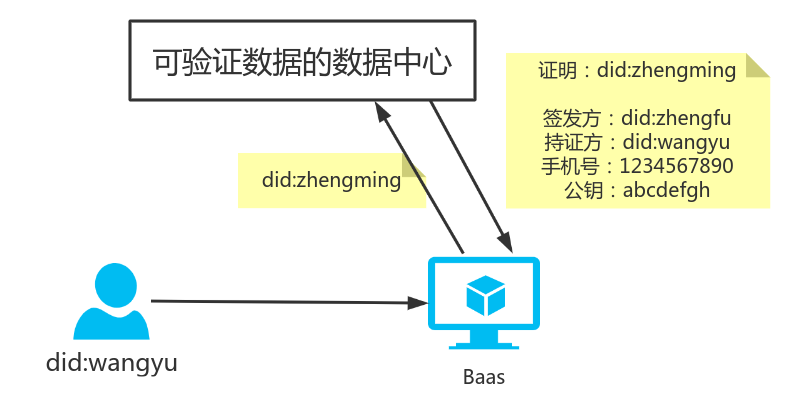 可验证数据的数据中心
证明：did:zhengming
签发方：did:zhengfu
持证方：did:wangyu
手机号：1234567890
公钥：abcdefgh
did:zhengming
did:wangyu
Baas